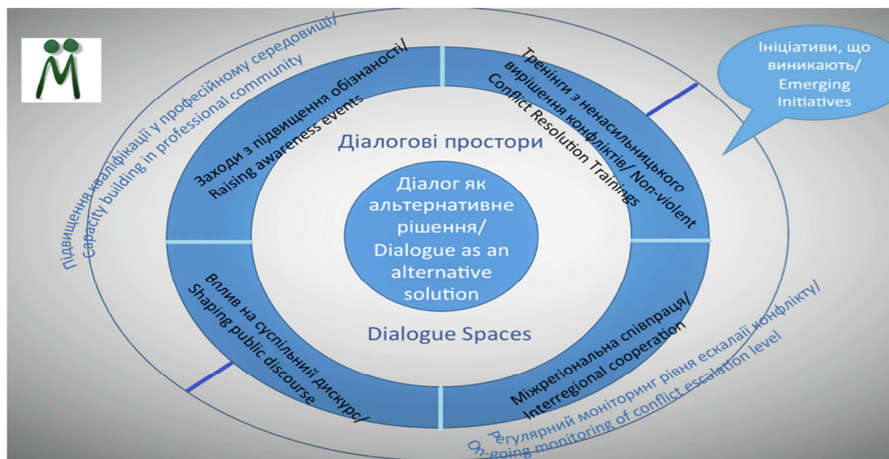 Підвищення кваліфікації у професійному середовищі/
Capacity building in professional community
Заходи з підвищення обізнаності/
Raising awareness events
Тренінги з ненасильницького
вирішення конфліктів/ Non-violent
Conflict Resolution Trainings
Ініціативи, що
виникають/
Emerging
Initiatives
Діалогові простори
Діалог як
альтернативне
рішення/
Dialogue as an
alternative
solution
Dialogue Spaces
Вплив на суспільний дискурс/
Shaping public discourse
Міжрегіональна співпраця/
Interregional cooperation
Регулярний моніторинг рівня ескалації конфлікту/
On-going monitoring of conflict escalation level